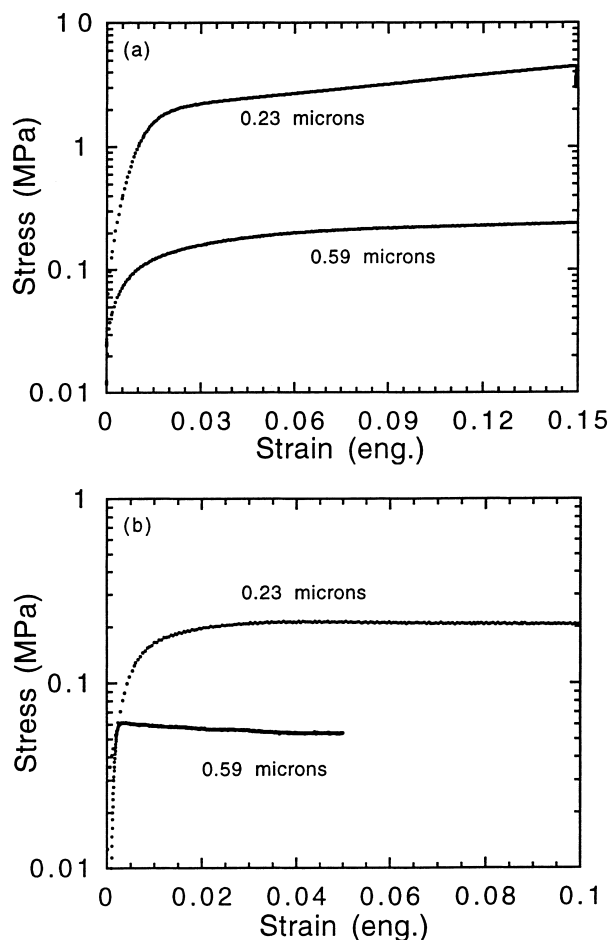 10
(a)
0.23 microns
1
Stress (MPa)
0.1
0.59 microns
0.01
0 0.03 0.06 0.09 0.12 0.15
Strain (eng.)
1
(b)
0.23 microns
Stress (MPa)
0.1
0.59 microns
0.01
0 0.02 0.04 0.06 0.08 0.1
Strain (eng.)